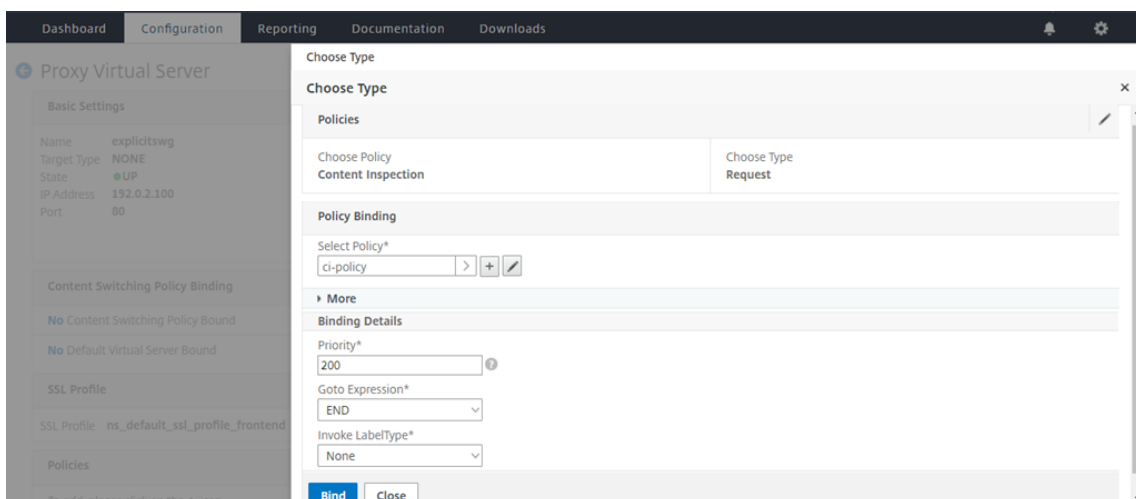 Dashboard Configuration Reporting Documentation Downloads
Proxy Virtual Server
Basic Settings
Name explicitswg
Target Type NONE
State UP
IP Address 192.0.2.100
Port 80
Content Switching Policy Binding
No Content Switching Policy Bound
No Default Virtual Server Bound
SSL Profile
SSL Profile ns_default_ssl_profile_frontend
Policies
Choose Type
Choose Type
Policies
Choose Policy
Content Inspection
Choose Type
Request
Policy Binding
Select Policy*
ci-policy
More
Binding Details
Priority*
200
Goto Expression*
END
Invoke LabelType*
None
Bind Close